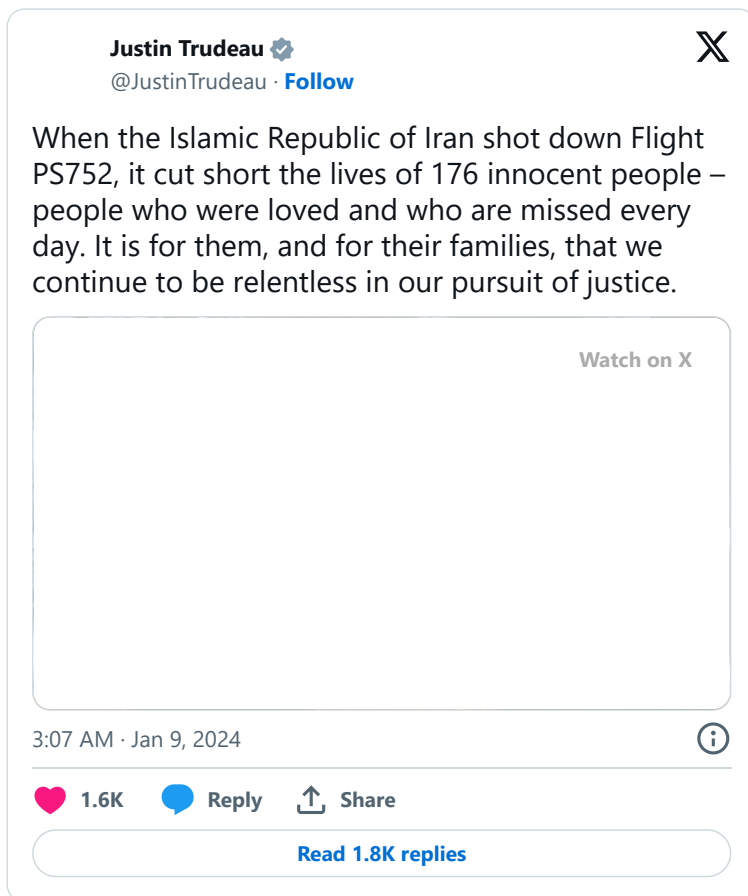 Justin Trudeau
@JustinTrudeau · Follow
When the Islamic Republic of Iran shot down Flight
PS752, it cut short the lives of 176 innocent people –
people who were loved and who are missed every
day. It is for them, and for their families, that we
continue to be relentless in our pursuit of justice.
Watch on X
3:07 AM · Jan 9, 2024
1.6K Reply Share
Read 1.8K replies